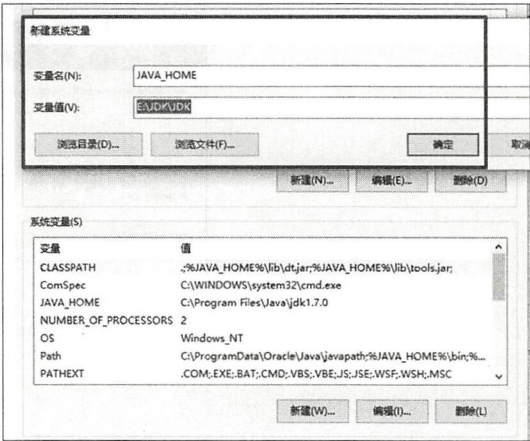 新建系统变量
变量名(N): JAVA_HOME
变量值(V): E:\JDK\JDK
浏览目录(D)... 浏览文件(F)... 确定 取消
新建(N)... 编辑(E)... 删除(D)
系统变量(S)
变量 值
CLASSPATH .;%JAVA_HOME%\lib\dt.jar;%JAVA_HOME%\lib\tools.jar;
ComSpec C:\WINDOWS\system32\cmd.exe
JAVA_HOME C:\Program Files\Java\jdk1.7.0
NUMBER_OF_PROCESSORS 2
OS Windows_NT
Path C:\ProgramData\Oracle\Java\javapath;%JAVA_HOME%\bin;%...
PATHEXT .COM;.EXE;.BAT;.CMD;.VBS;.VBE;.JS;.JSE;.WSF;.WSH;.MSC
新建(W)... 编辑(I)... 删除(L)